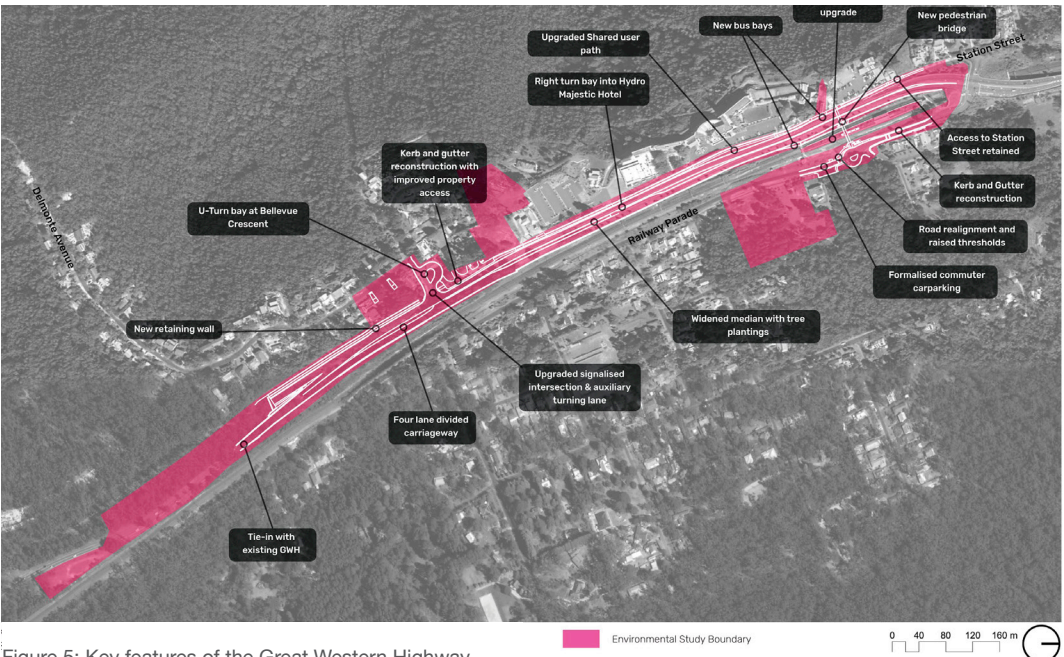 upgrade
New pedestrian
bridge
New bus bays
Station Street
Upgraded Shared user
path
Right turn bay into Hydro
Majestic Hotel
Access to Station
Street retained
Kerb and gutter
reconstruction with
improved property
access
Kerb and Gutter
reconstruction
Delmonte Avenue
U-Turn bay at Bellevue
Crescent
Railway Parade
Road realignment and
raised thresholds
Formalised commuter
carparking
New retaining wall
Widened median with tree
plantings
Upgraded signalised
intersection & auxiliary
turning lane
Four lane divided
carriageway
Tie-in with
existing GWH
Environmental Study Boundary
0 40 80 120 160 m
Figure 5: Key features of the Great Western Highway